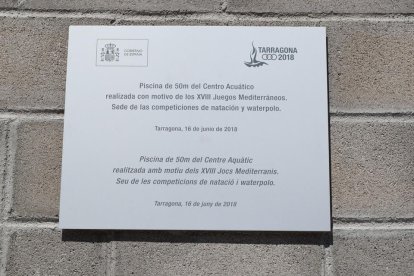 GOBIERNO
DE ESPAÑA
TARRAGONA
2018
Piscina de 50m del Centro Acuático
realizada con motivo de los XVIII Juegos Mediterráneos.
Sede de las competiciones de natación y waterpolo.
Tarragona, 16 de junio de 2018
Piscina de 50m del Centre Aquàtic
realitzada amb motiu dels XVIII Jocs Mediterranis.
Seu de les competicions de natació i waterpolo.
Tarragona, 16 de juny de 2018